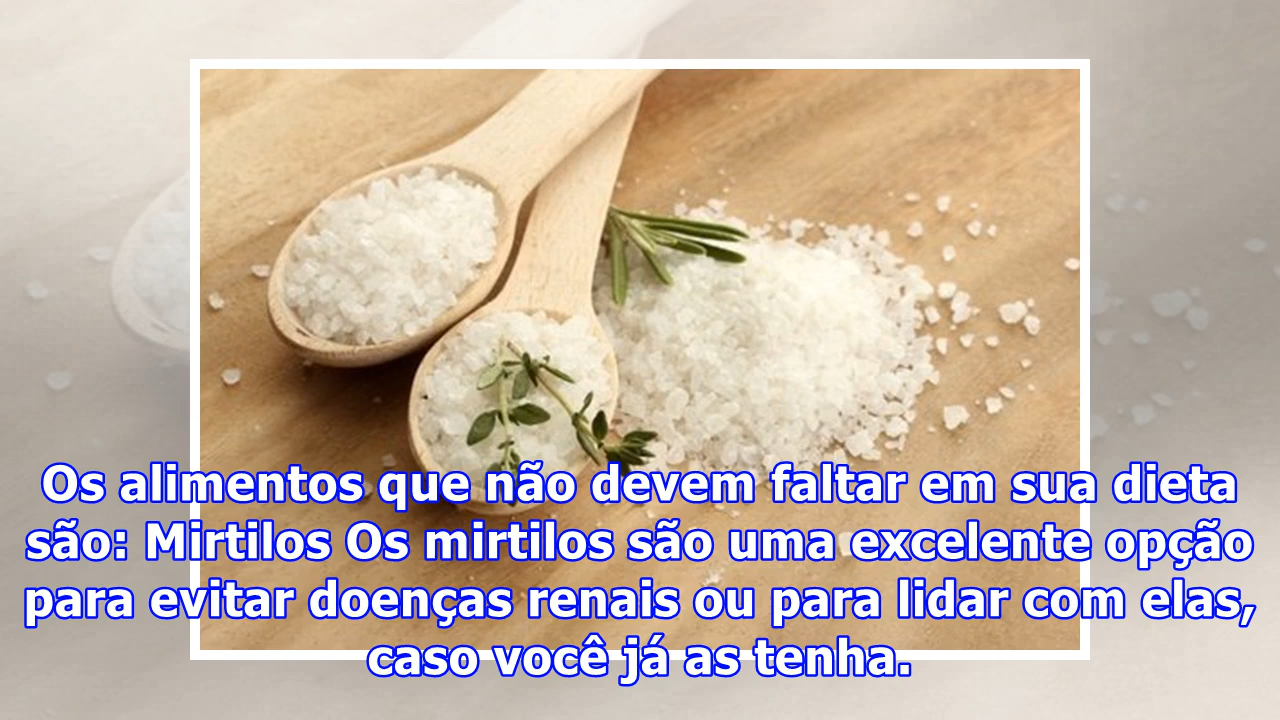 Os alimentos que não devem faltar em sua dieta
são: Mirtilos Os mirtilos são uma excelente opção
para evitar doenças renais ou para lidar com elas,
caso você já as tenha.